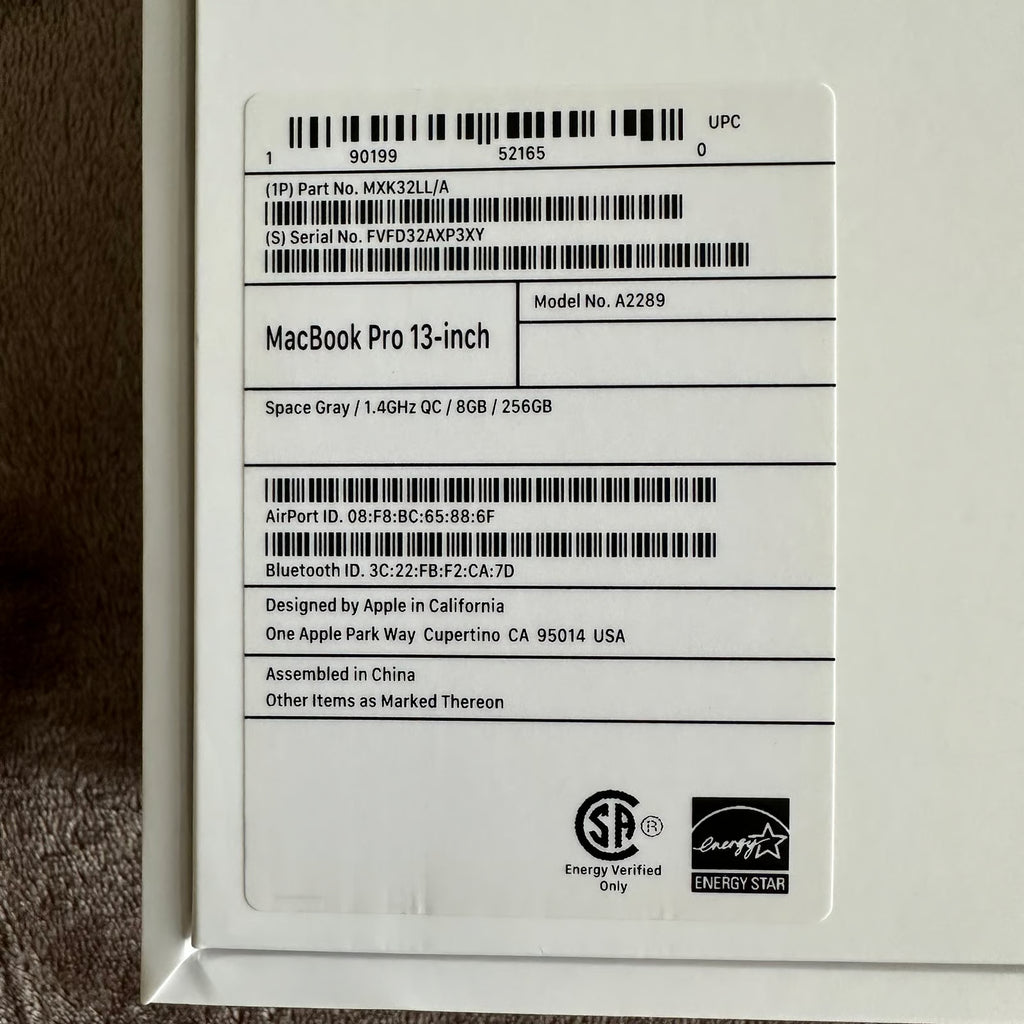 UPC
1 90199 52165 0
(1P) Part No. MXK32LL/A
(S) Serial No. FVFD32AXP3XY
MacBook Pro 13-inch
Model No. A2289
Space Gray / 1.4GHz QC / 8GB / 256GB
AirPort ID. 08:F8:BC:65:88:6F
Bluetooth ID. 3C:22:FB:F2:CA:7D
Designed by Apple in California
One Apple Park Way Cupertino CA 95014 USA
Assembled in China
Other Items as Marked Thereon
SA ®
Energy Verified
Only
energy
ENERGY STAR